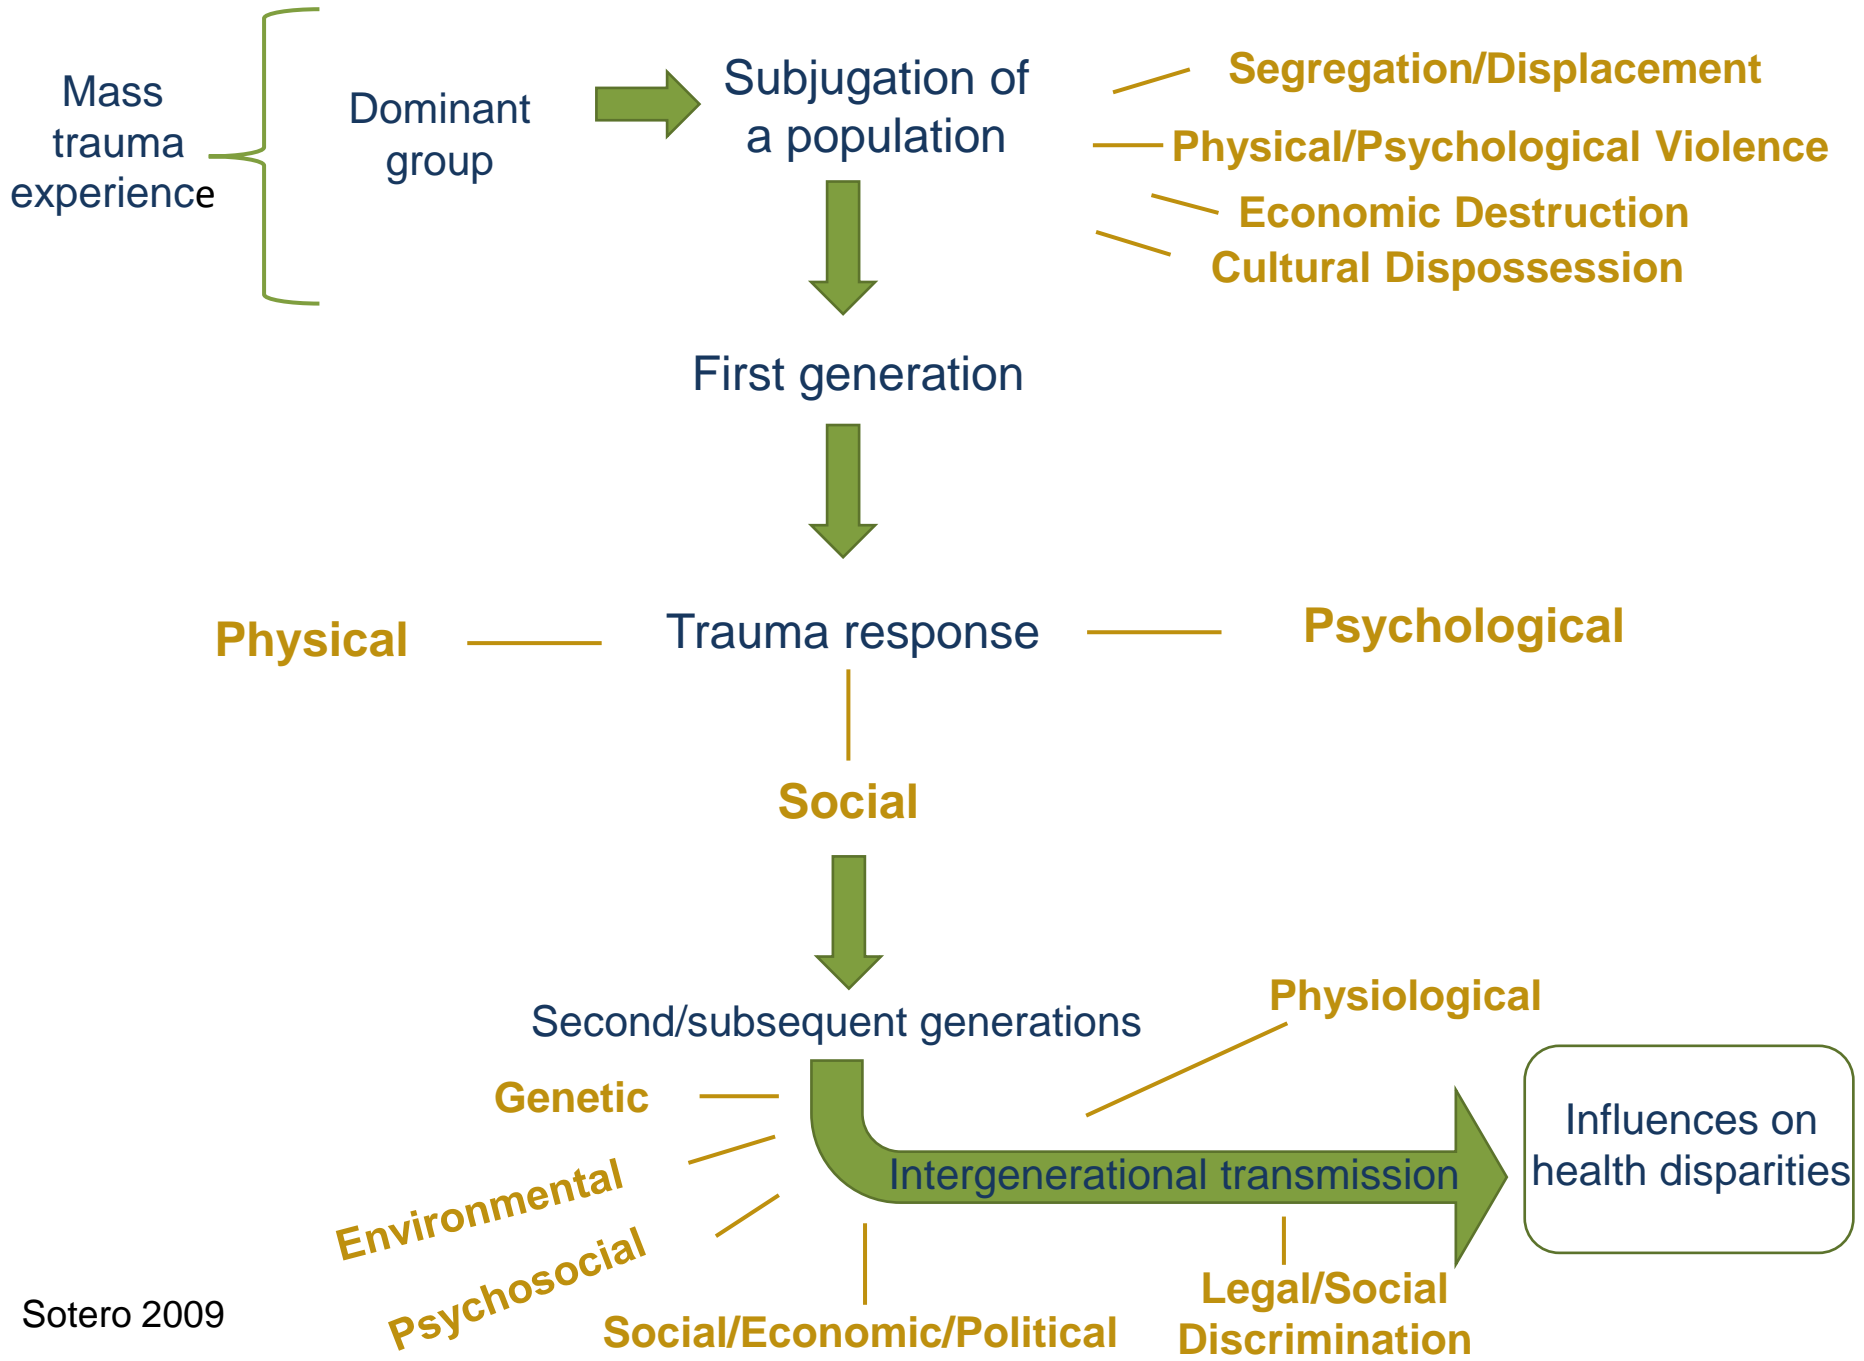 Mass
trauma
experience
Dominant
group
Subjugation of
a population
Segregation/Displacement
Physical/Psychological Violence
Economic Destruction
Cultural Dispossession
First generation
Physical
Trauma response
Psychological
Social
Second/subsequent generations
Physiological
Genetic
Environmental
Psychosocial
Intergenerational transmission
Influences on
health disparities
Social/Economic/Political
Legal/Social
Discrimination
Sotero 2009